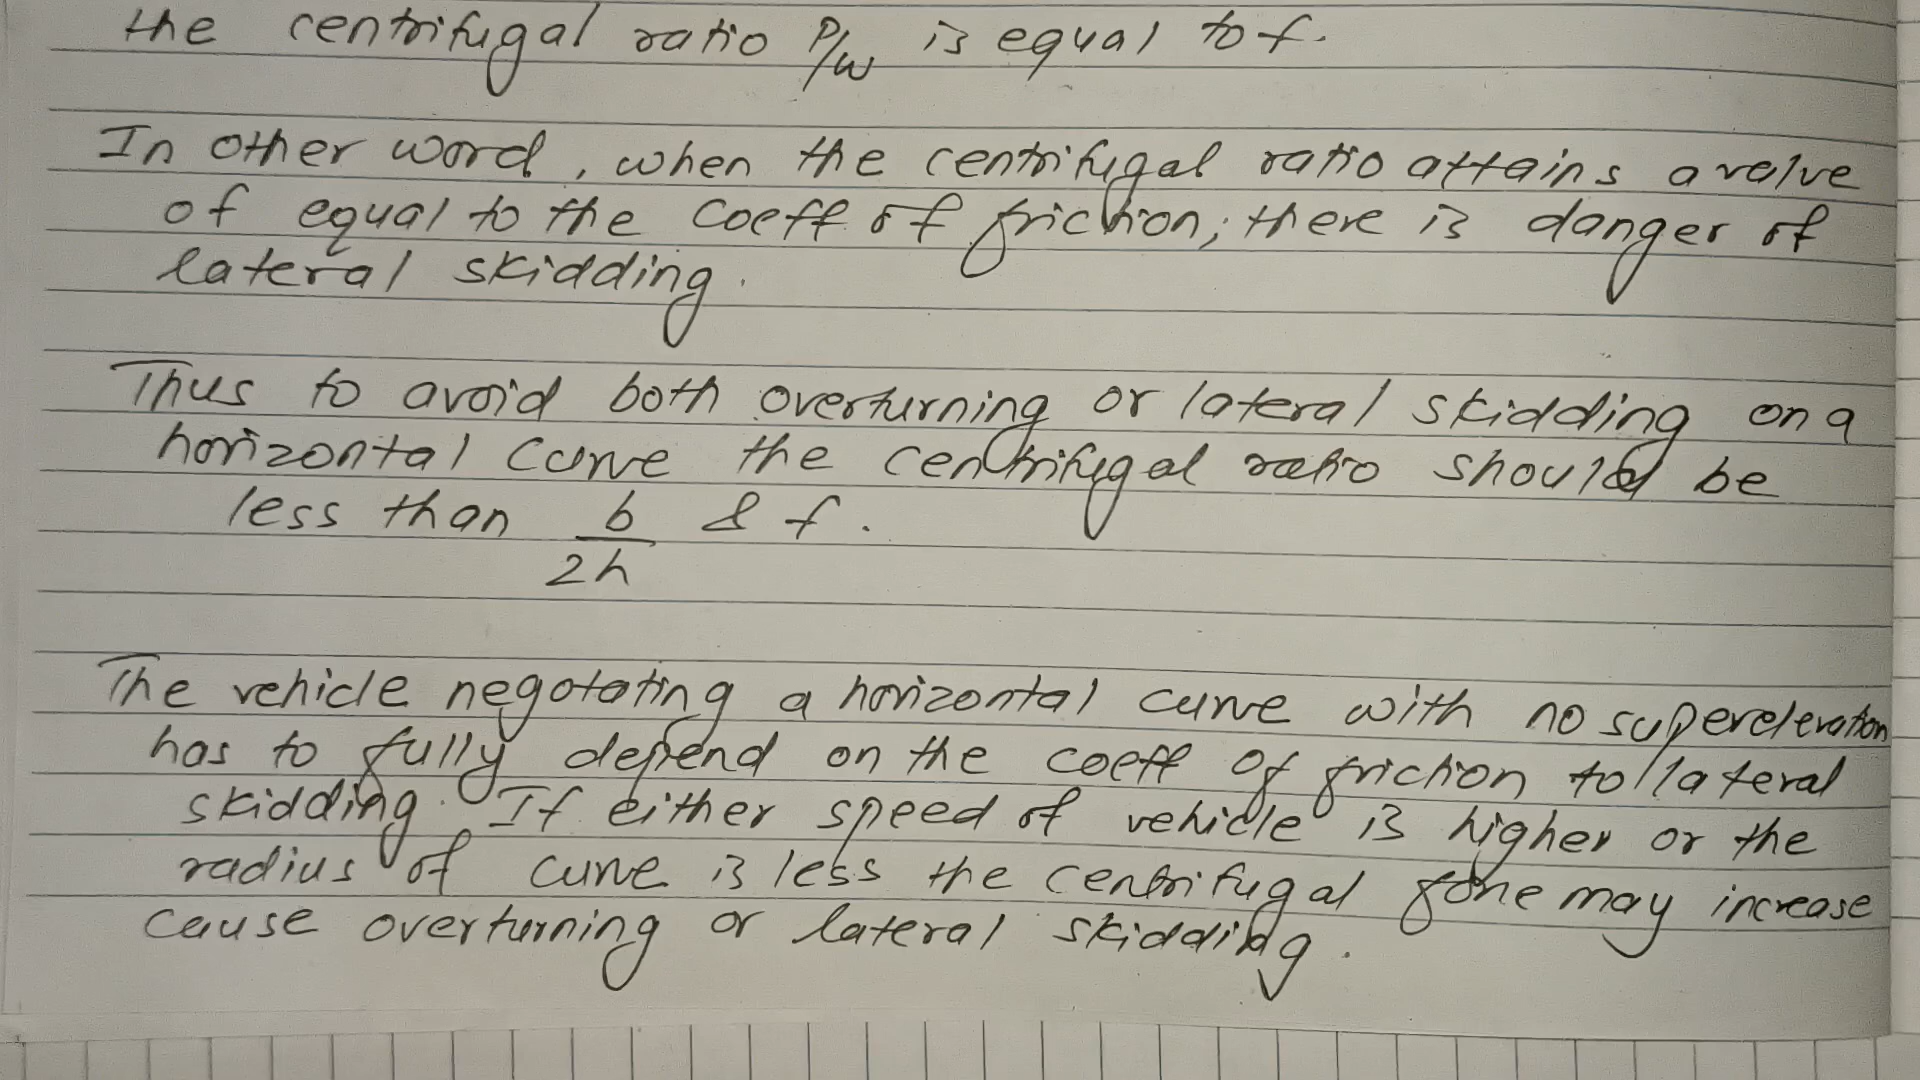 the centrifugal ratio P/w is equal to f.
In other word, when the centrifugal ratio attains a value
of equal to the coeff of friction; there is danger of
lateral skidding.
Thus to avoid both overturning or lateral skidding on a
horizontal curve the centrifugal ratio should be
less than b/2h & f.
The vehicle negotating a horizontal curve with no superelevation
has to fully depend on the coeff of friction to lateral
skidding. If either speed of vehicle is higher or the
radius of curve is less the centrifugal force may increase
cause overturning or lateral skidding.